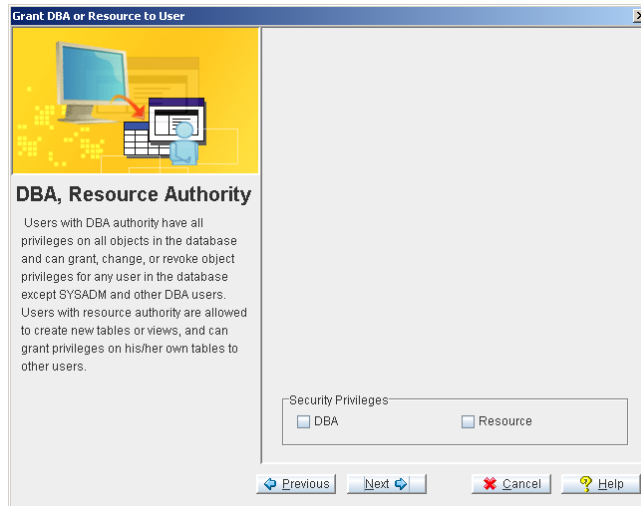 Grant DBA or Resource to User
DBA, Resource Authority
Users with DBA authority have all
privileges on all objects in the database
and can grant, change, or revoke object
privileges for any user in the database
except SYSADM and other DBA users.
Users with resource authority are allowed
to create new tables or views, and can
grant privileges on his/her own tables to
other users.
Security Privileges
DBA
Resource
Previous
Next
Cancel
Help